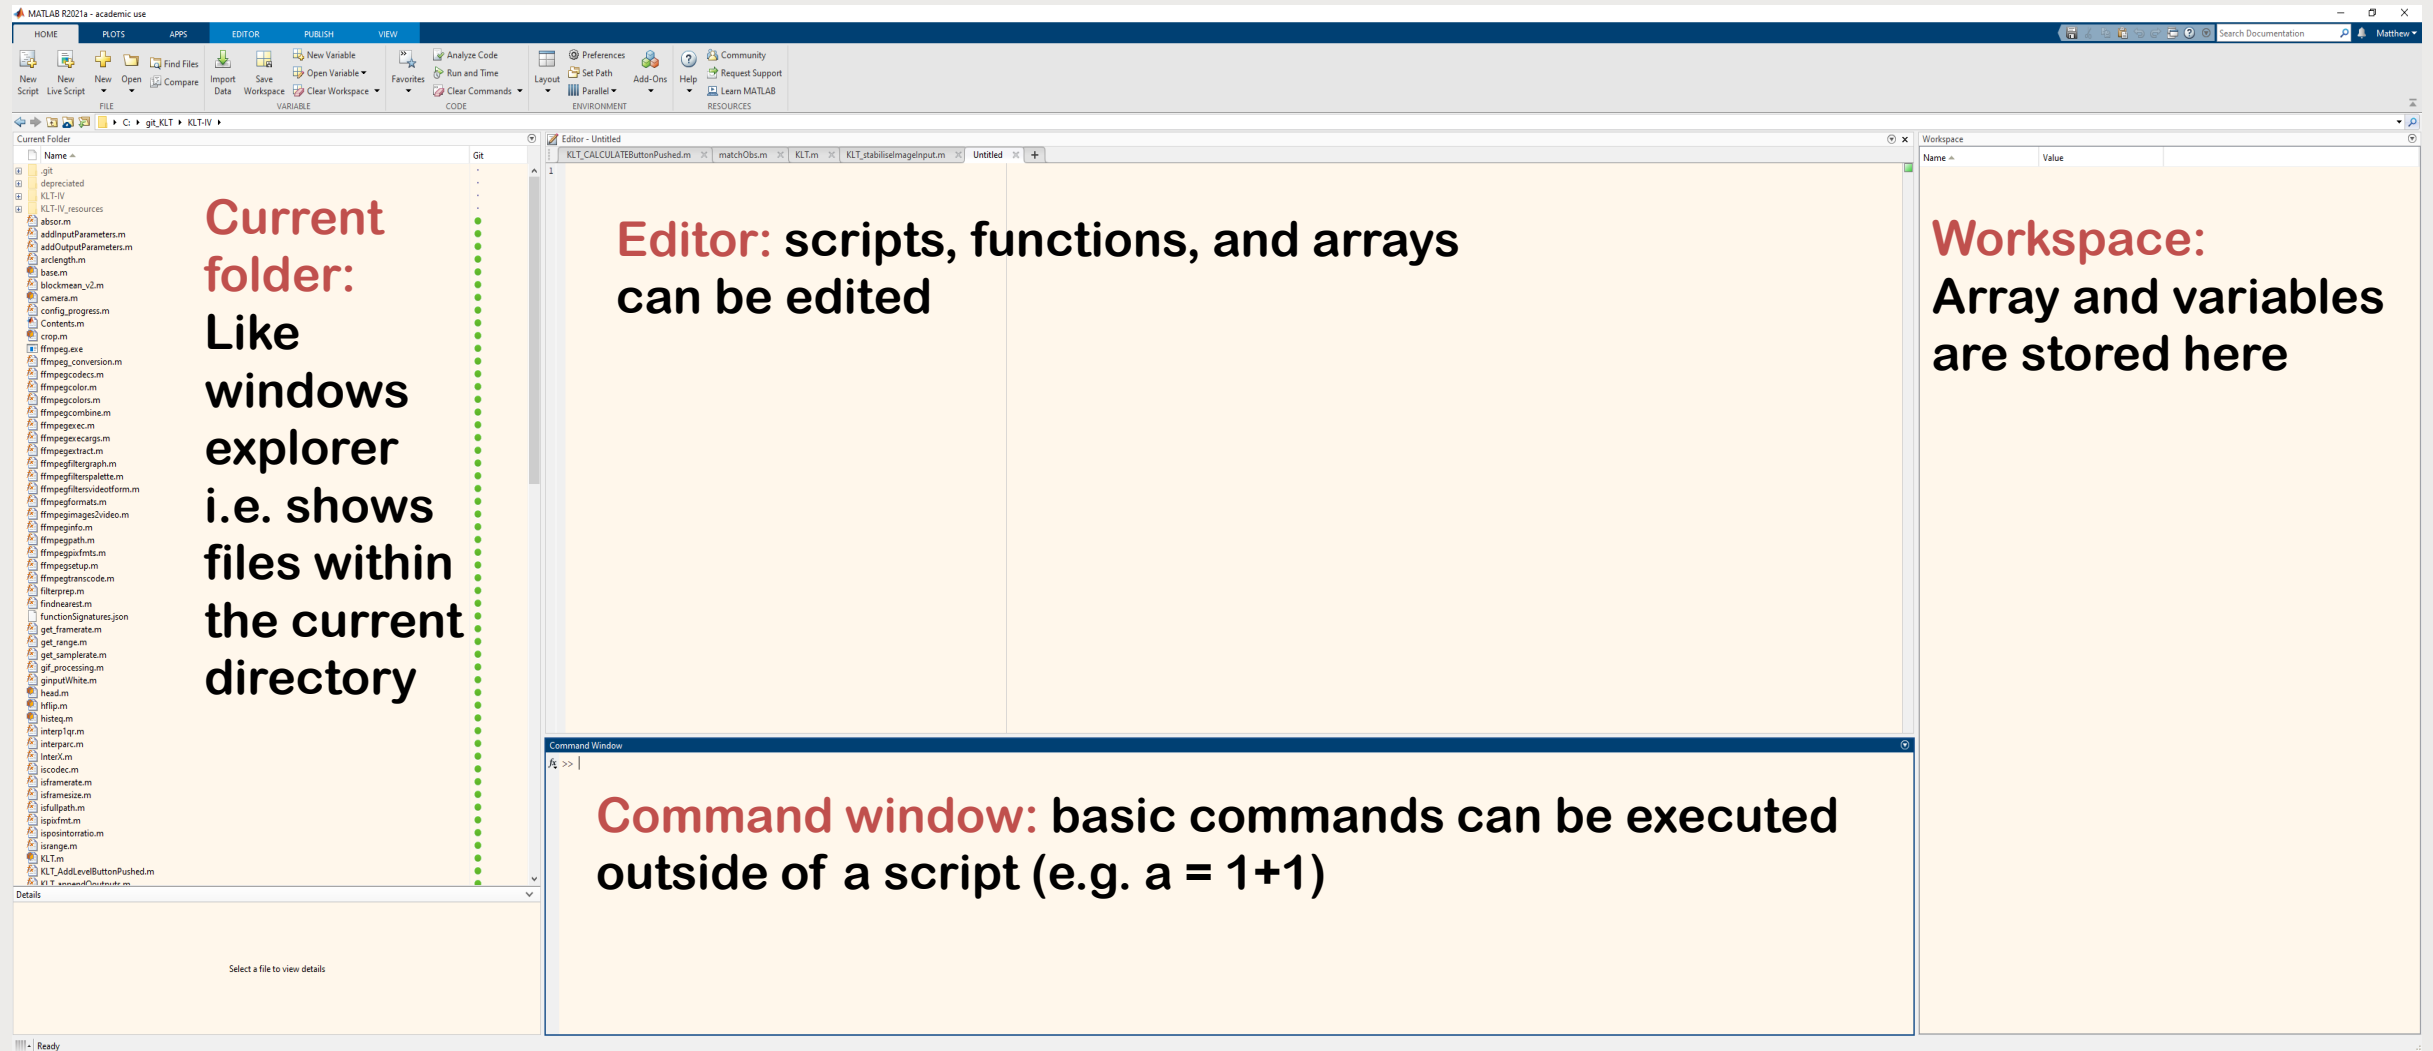 MATLAB R2021a - academic use
HOME PLOTS APPS EDITOR PUBLISH VIEW
Search Documentation
Matthew
New Script
New Live Script
New
Open
Find Files
Compare
FILE
Import Data
Save Workspace
New Variable
Open Variable
Clear Workspace
VARIABLE
Favorites
Analyze Code
Run and Time
Clear Commands
CODE
Layout
Preferences
Set Path
Parallel
Add-Ons
ENVIRONMENT
Help
Community
Request Support
Learn MATLAB
RESOURCES
C: git_KLT KLT-IV
Current Folder
Name Git
.git
depreciated
KLT-IV
KLT-IV_resources
absor.m
addInputParameters.m
addOutputParameters.m
arclength.m
base.m
blockmean_v2.m
camera.m
config_progress.m
Contents.m
crop.m
ffmpeg.exe
ffmpeg_conversion.m
ffmpegcodecs.m
ffmpegcolor.m
ffmpegcolors.m
ffmpegcombine.m
ffmpegexec.m
ffmpegexecargs.m
ffmpegextract.m
ffmpegfiltergraph.m
ffmpegfilterspalette.m
ffmpegfiltersvideotform.m
ffmpegformats.m
ffmpegimages2video.m
ffmpeginfo.m
ffmpegpath.m
ffmpegpixfmts.m
ffmpegsetup.m
ffmpegtranscode.m
filterprep.m
findnearest.m
functionSignatures.json
get_framerate.m
get_range.m
get_samplerate.m
gif_processing.m
ginputWhite.m
head.m
hflip.m
histeq.m
interp1qr.m
interparc.m
InterX.m
iscodec.m
isframerate.m
isframesize.m
isfullpath.m
ispixfmt.m
isposintorratio.m
isrange.m
KLT.m
KLT_AddLevelButtonPushed.m
KLT_appendOputputs.m
Current
folder:
Like
windows
explorer
i.e. shows
files within
the current
directory
Details
Select a file to view details
Ready
Editor - Untitled
KLT_CALCULATEButtonPushed.m matchObs.m KLT.m KLT_stabiliseImageInput.m Untitled +
1
Editor: scripts, functions, and arrays
can be edited
Command Window
fx >>
Command window: basic commands can be executed
outside of a script (e.g. a = 1+1)
Workspace
Name Value
Workspace:
Array and variables
are stored here